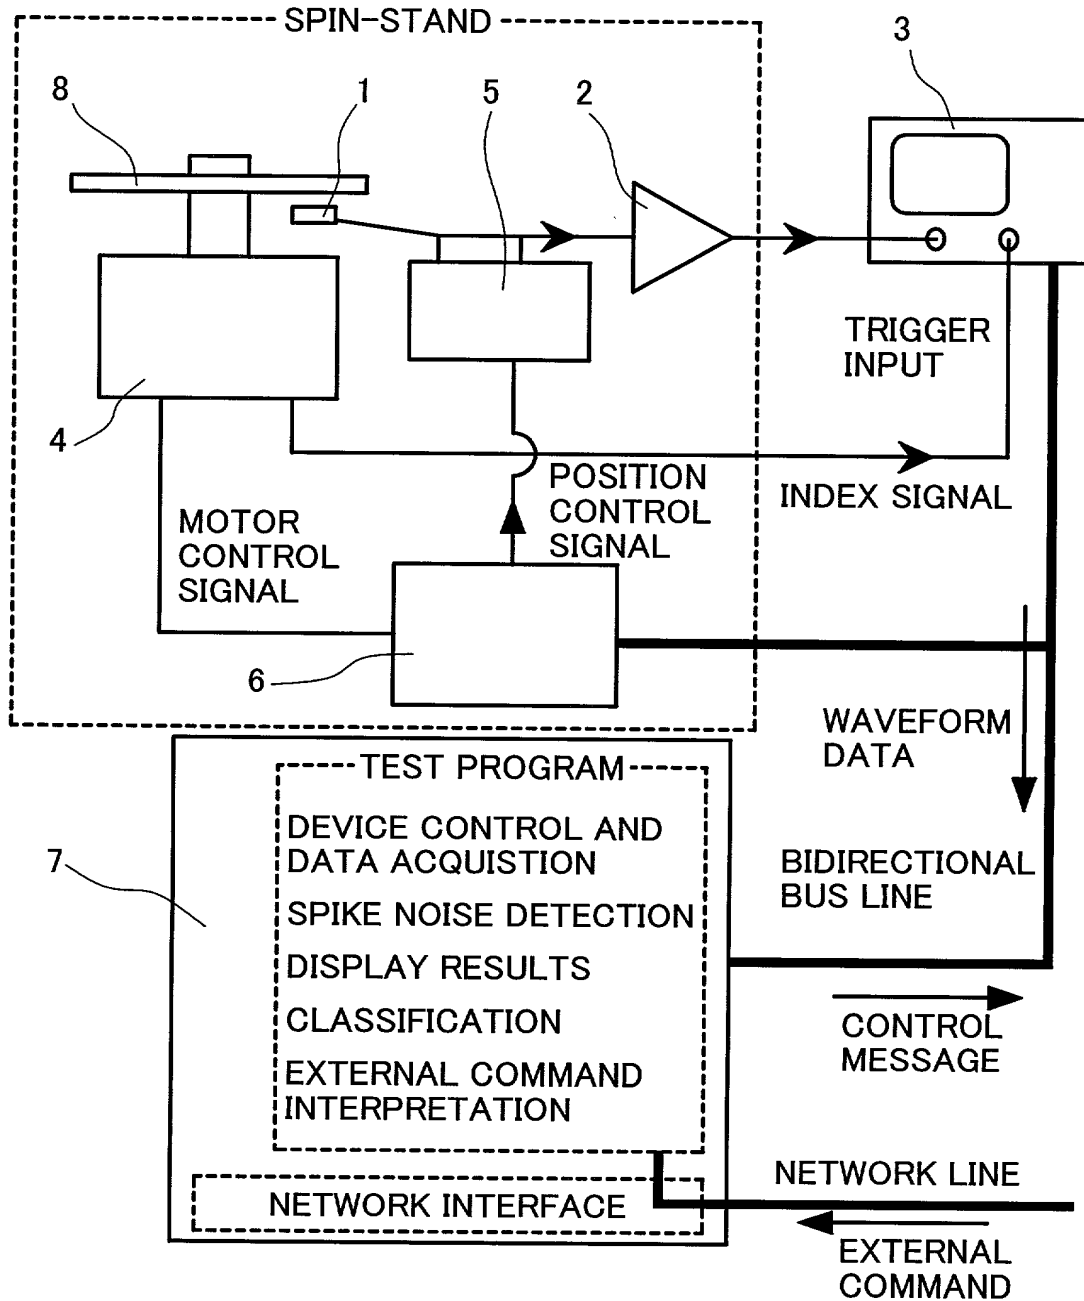 SPIN-STAND
3
8
1
5
2
TRIGGER
INPUT
4
POSITION
CONTROL
SIGNAL
INDEX SIGNAL
MOTOR
CONTROL
SIGNAL
6
WAVEFORM
DATA
TEST PROGRAM
DEVICE CONTROL AND
DATA ACQUISTION
7
BIDIRECTIONAL
BUS LINE
SPIKE NOISE DETECTION
DISPLAY RESULTS
CLASSIFICATION
CONTROL
MESSAGE
EXTERNAL COMMAND
INTERPRETATION
NETWORK LINE
NETWORK INTERFACE
EXTERNAL
COMMAND